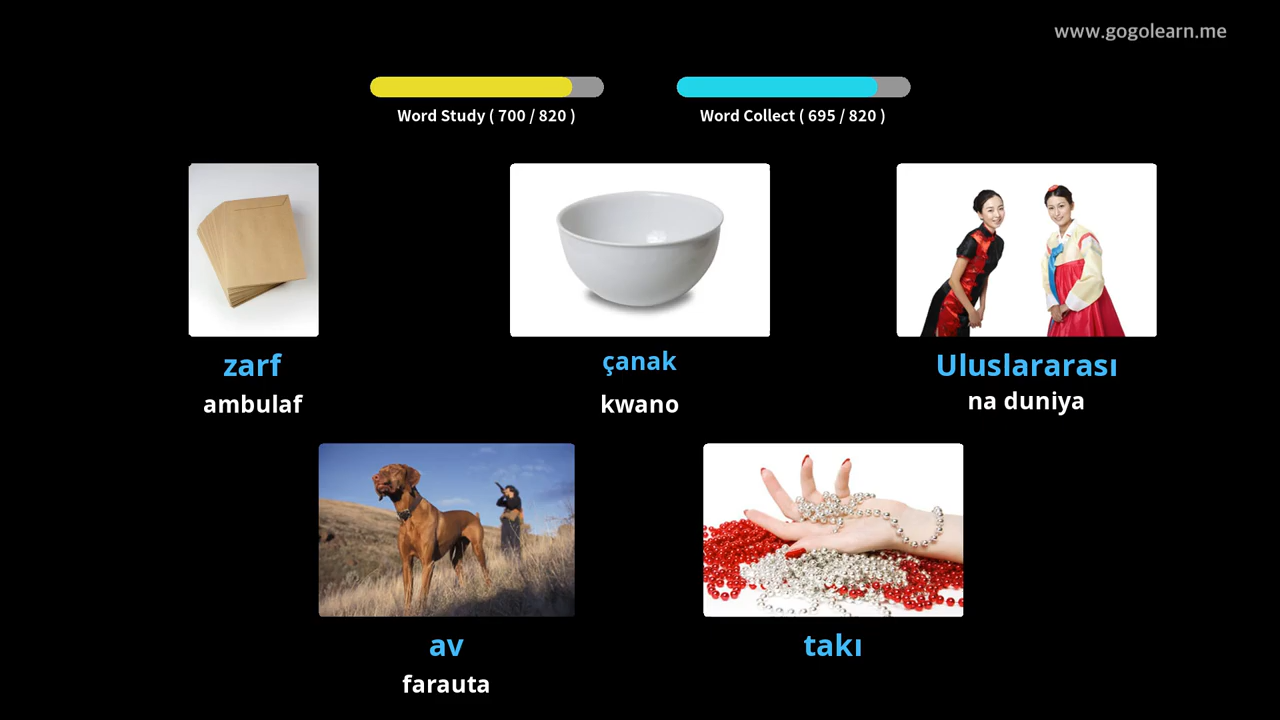 www.gogolearn.me
Word Study ( 700 / 820 )
Word Collect ( 695 / 820 )
zarf
ambulaf
çanak
kwano
Uluslararası
na duniya
av
farauta
takı